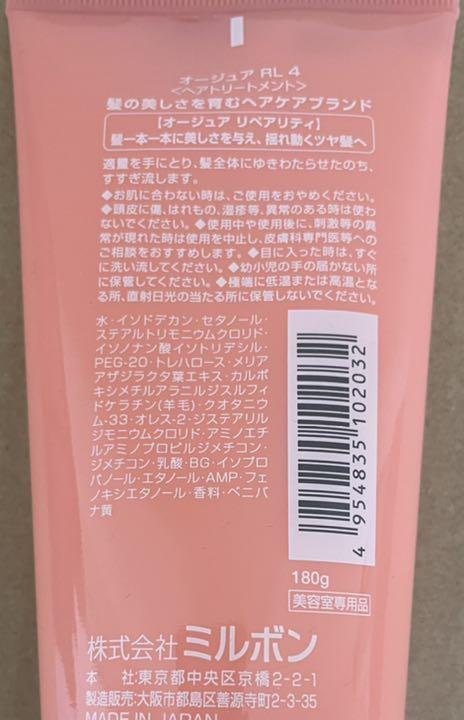 オージュア RL 4
<ヘアトリートメント>
髪の美しさを育むヘアケアブランド
【オージュア リペアリティ】
髪一本一本に美しさを与え、揺れ動くツヤ髪へ
適量を手にとり、髪全体にゆきわたらせたのち、
すすぎ流します。
◆お肌に合わない時は、ご使用をおやめください。
◆頭皮に傷、はれもの、湿疹等、異常のある時は使わ
ないでください。◆使用中や使用後に、刺激等の異
常が現れた時は使用を中止し、皮膚科専門医等への
ご相談をおすすめします。◆目に入った時は、すぐ
に洗い流してください。◆幼小児の手の届かない所
に保管してください。◆極端に低温または高温とな
る所、直射日光の当たる所に保管しないでください。
水・イソドデカン・セタノール・
ステアルトリモニウムクロリド・
イソノナン酸イソトリデシル・
PEG-20・トレハロース・メリア
アザジラクタ葉エキス・カルボ
キシメチルアラニルジスルフィ
ドケラチン(羊毛)・クオタニウ
ム-33・オレス-2・ジステアリル
ジモニウムクロリド・アミノエチ
ルアミノプロピルジメチコン・
ジメチコン・乳酸・BG・イソプロ
パノール・エタノール・AMP・フェ
ノキシエタノール・香料・ベニバ
ナ黄
4 954835 102032
180g
美容室専用品
株式会社 ミルボン
本 社:東京都中央区京橋2-2-1
製造販売:大阪市都島区善源寺町2-3-35
MADE IN JAPAN